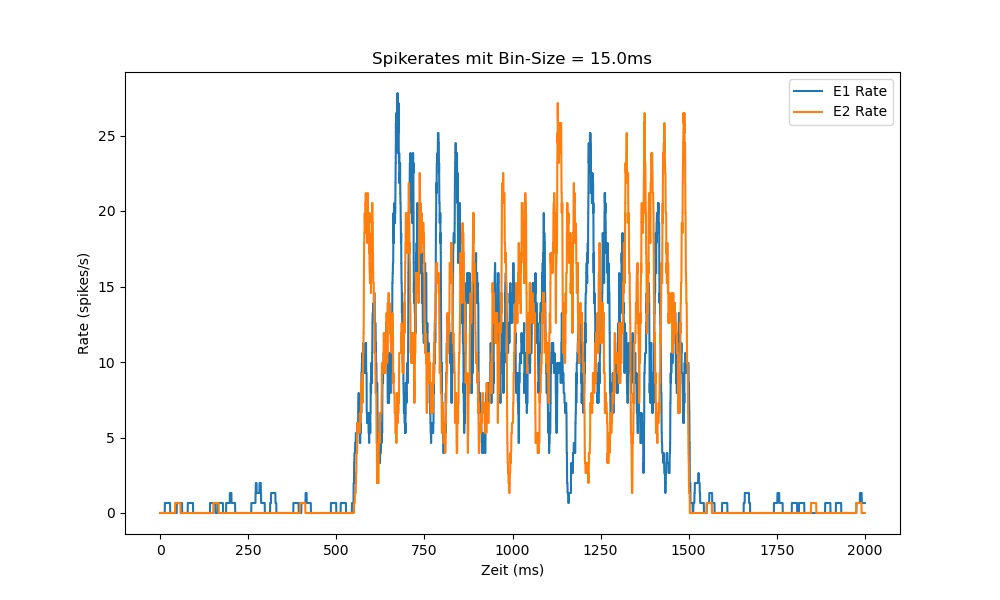 Spikerates mit Bin-Size = 15.0ms
E1 Rate
E2 Rate
Rate (spikes/s)
25
20
15
10
5
0
0 250 500 750 1000 1250 1500 1750 2000
Zeit (ms)